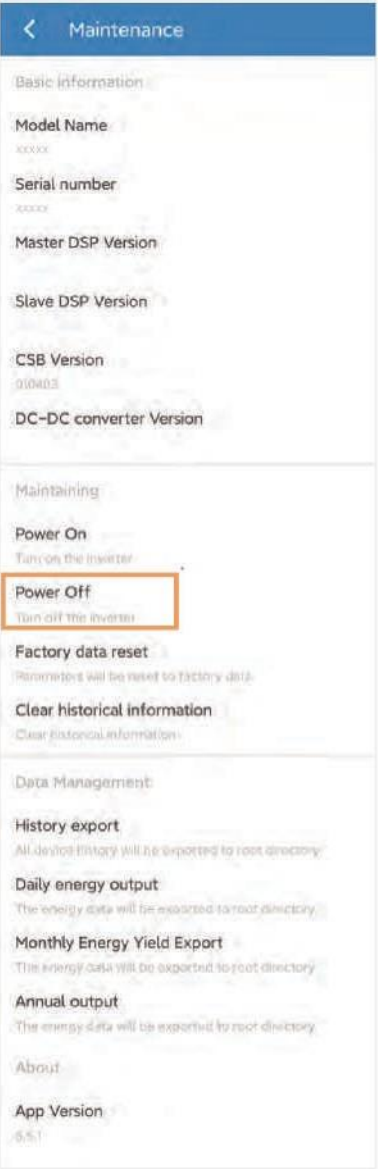 Maintenance
Basic information
Model Name
xxxxx
Serial number
xxxxx
Master DSP Version
Slave DSP Version
CSB Version
010403
DC-DC converter Version
Maintaining
Power On
Turn on the inverter
Power Off
Turn off the inverter
Factory data reset
Parameters will be reset to factory data
Clear historical information
Clear historical information
Data Management
History export
All device history will be exported to root directory
Daily energy output
The energy data will be exported to root directory
Monthly Energy Yield Export
The energy data will be exported to root directory
Annual output
The energy data will be exported to root directory
About
App Version
6.5.1